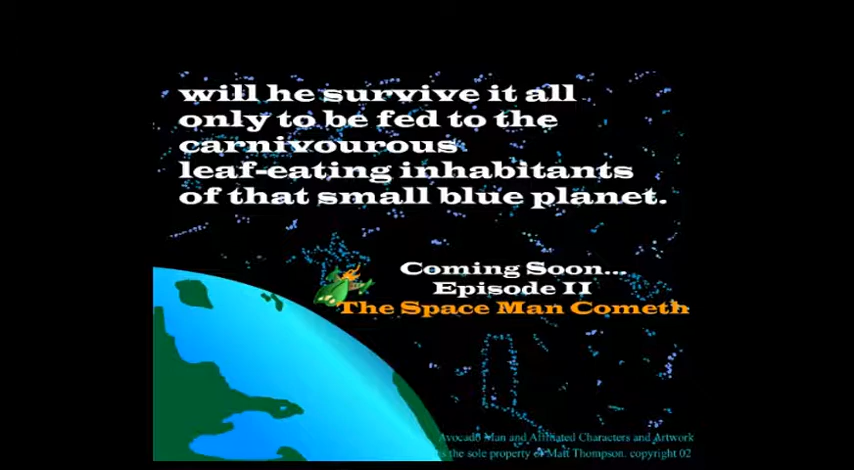 will he survive it all
only to be fed to the
carnivourous
leaf-eating inhabitants
of that small blue planet.
Coming Soon...
Episode II
The Space Man Cometh
Avocado Man and Affiliated Characters and Artwork
is the sole property of Matt Thompson. copyright 02